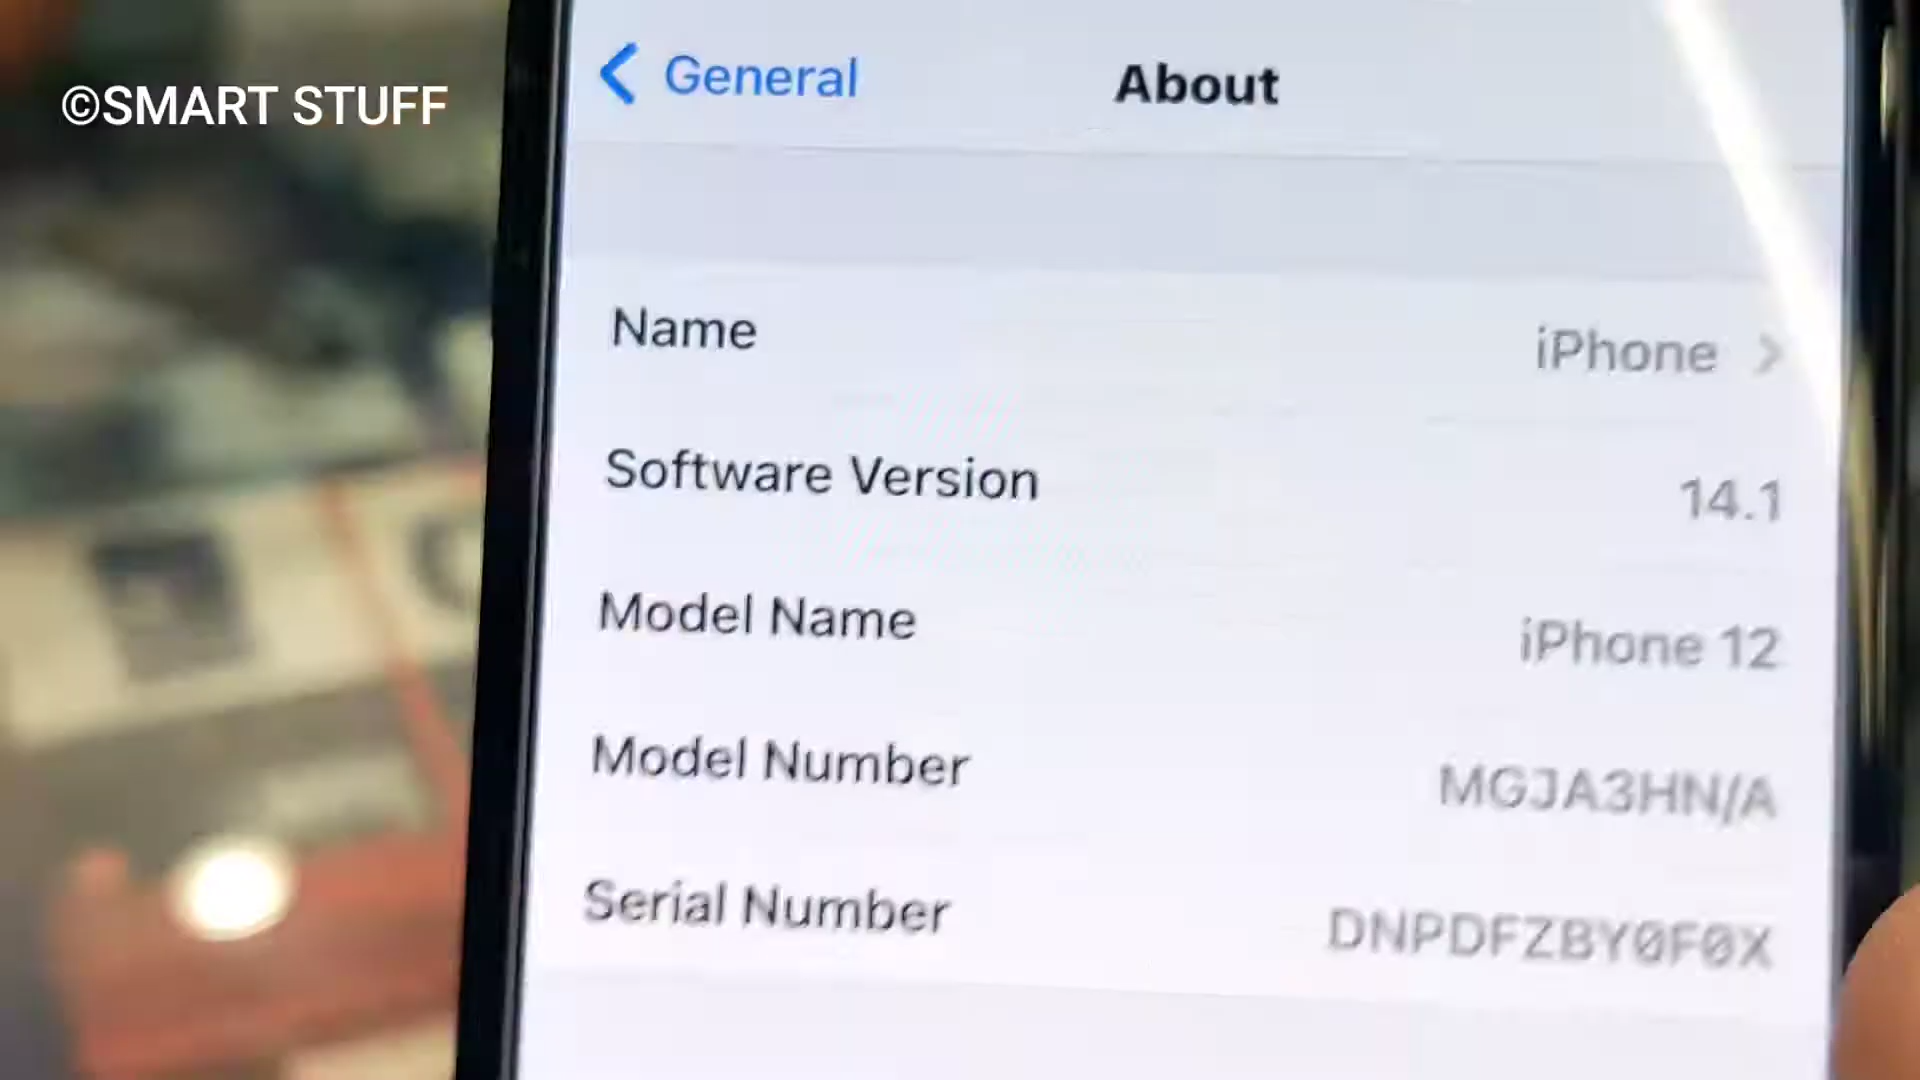 ©SMART STUFF
General
About
Name
iPhone
Software Version
14.1
Model Name
iPhone 12
Model Number
MGJA3HN/A
Serial Number
DNPDFZBY0F0X